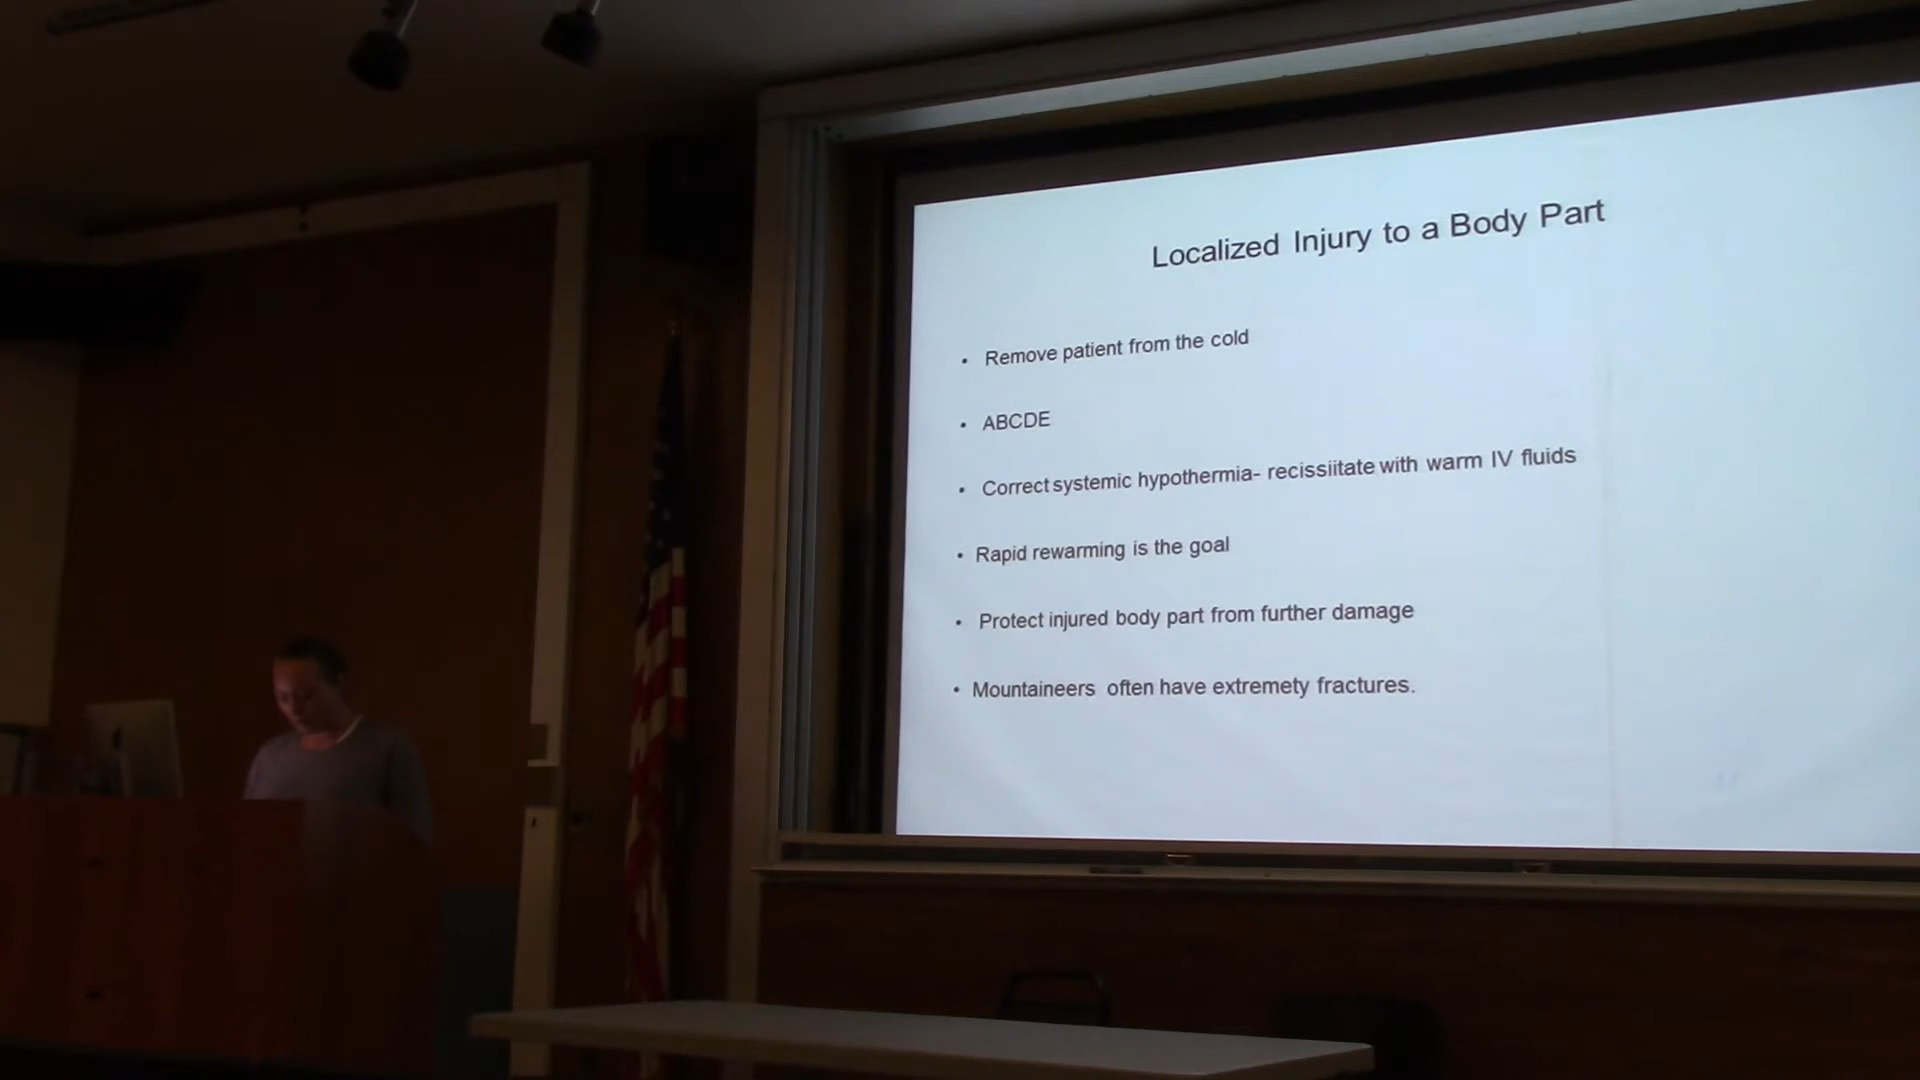 Localized Injury to a Body Part
• Remove patient from the cold
• ABCDE
• Correct systemic hypothermia- recissiitate with warm IV fluids
• Rapid rewarming is the goal
• Protect injured body part from further damage
• Mountaineers often have extremety fractures.